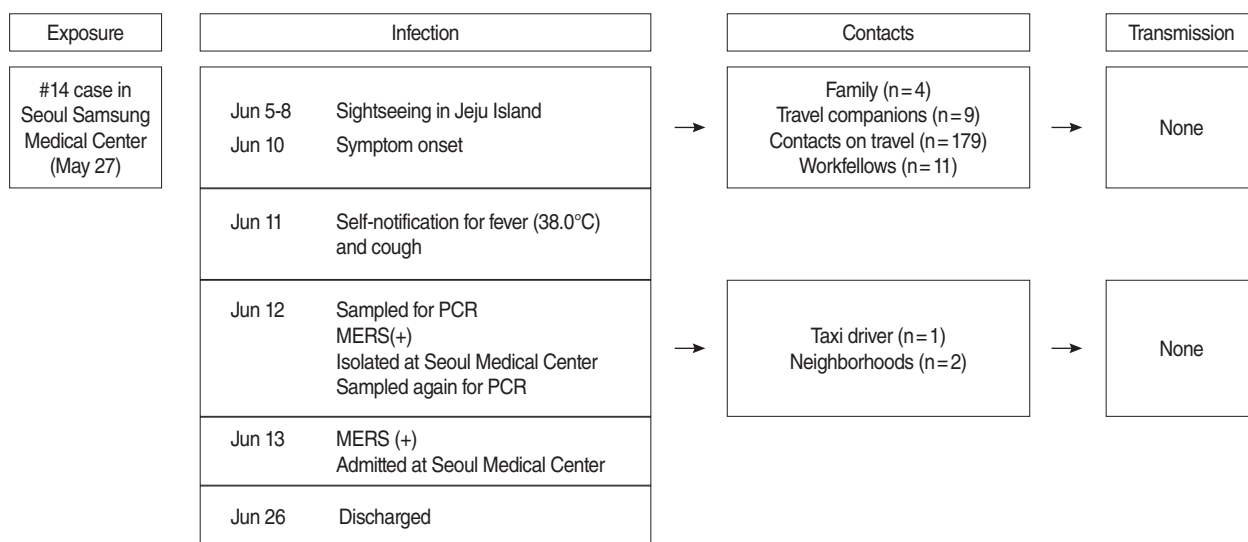 Exposure
Infection
Contacts
Transmission
#14 case in
Seoul Samsung
Medical Center
(May 27)
Jun 5-8 Sightseeing in Jeju Island
Jun 10 Symptom onset
Family (n=4)
Travel companions (n=9)
Contacts on travel (n=179)
Workfellows (n=11)
None
Jun 11 Self-notification for fever (38.0°C)
and cough
Jun 12 Sampled for PCR
MERS(+)
Isolated at Seoul Medical Center
Sampled again for PCR
Taxi driver (n=1)
Neighborhoods (n=2)
None
Jun 13 MERS (+)
Admitted at Seoul Medical Center
Jun 26 Discharged